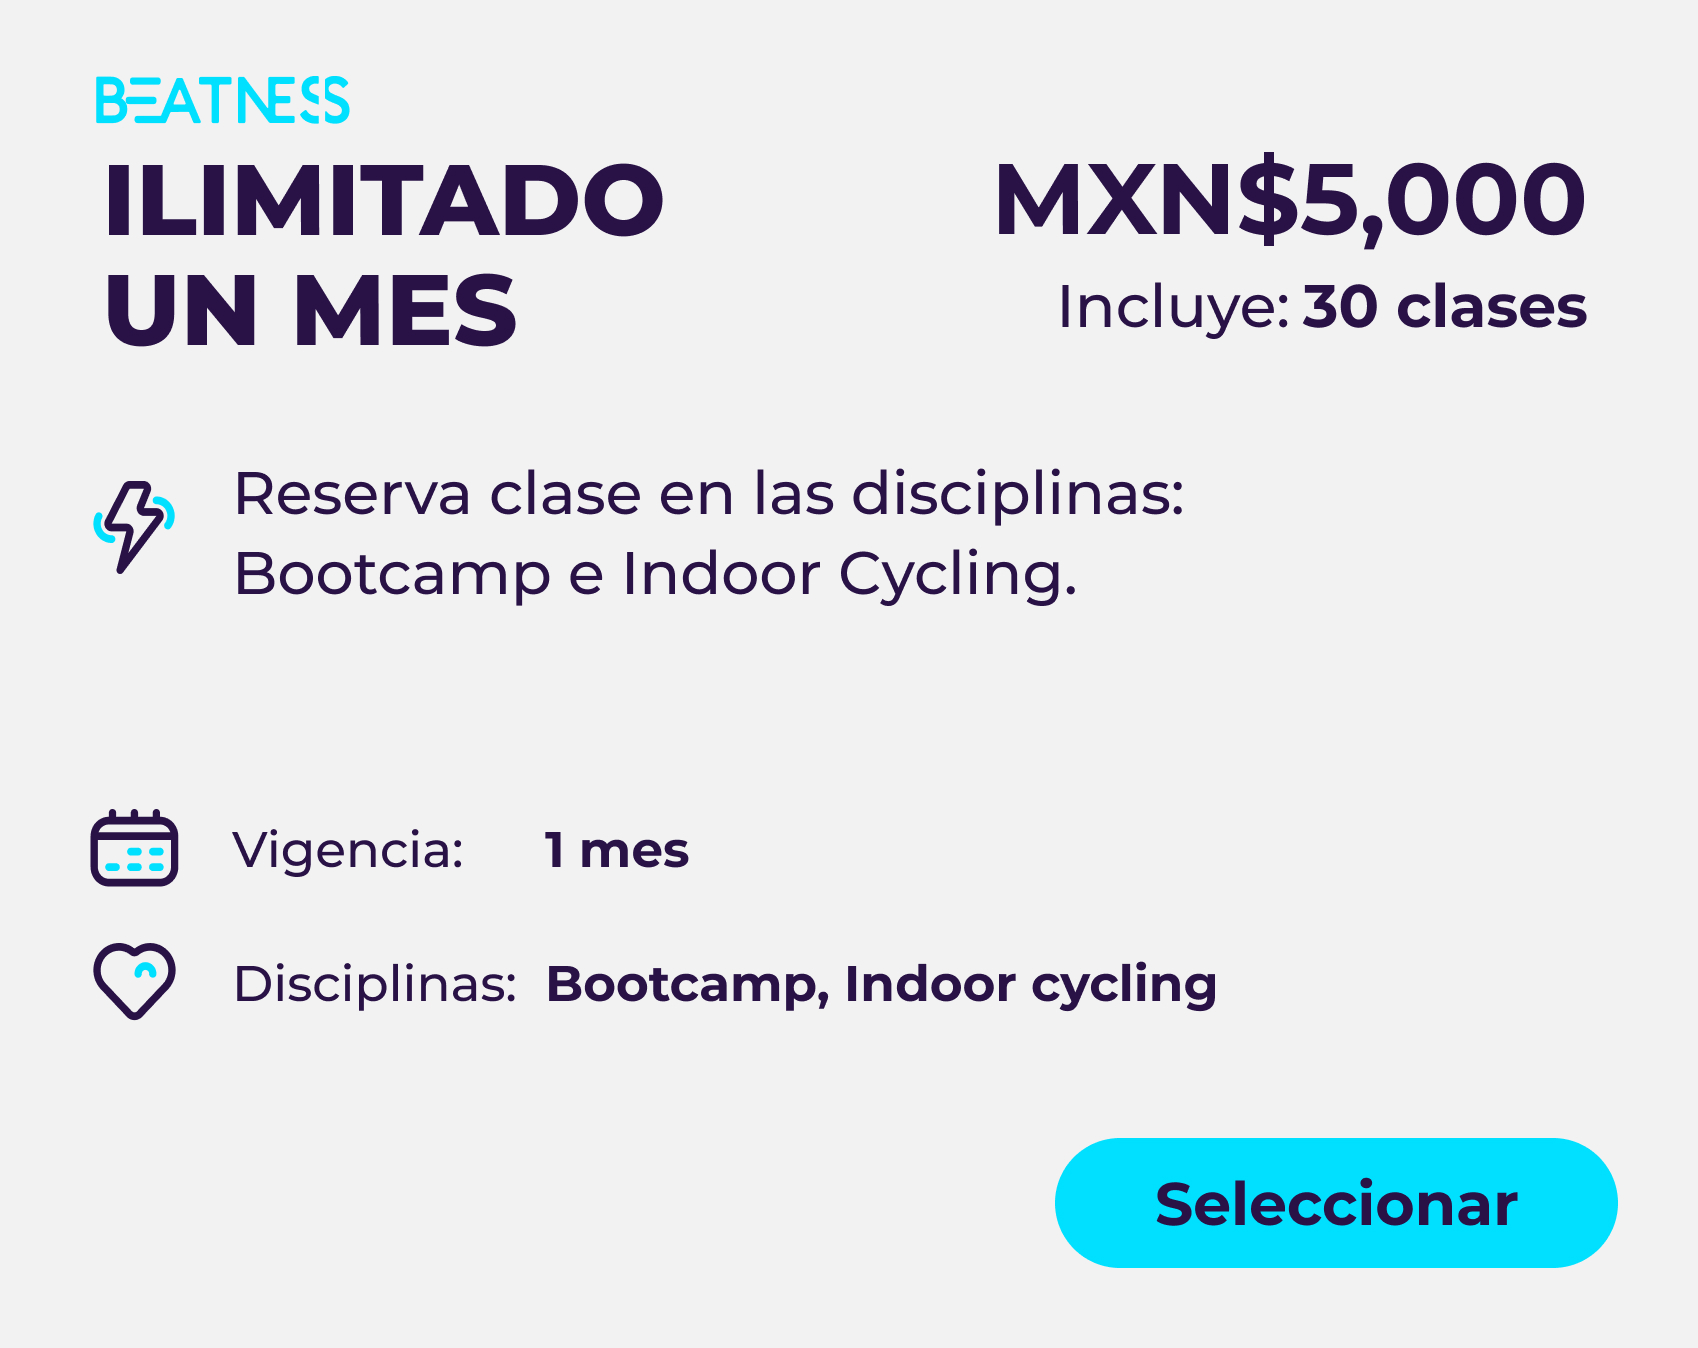 BEATNESS
ILIMITADO
UN MES
MXN$5,000
Incluye: 30 clases
Reserva clase en las disciplinas:
Bootcamp e Indoor Cycling.
Vigencia: 1 mes
Disciplinas: Bootcamp, Indoor cycling
Seleccionar